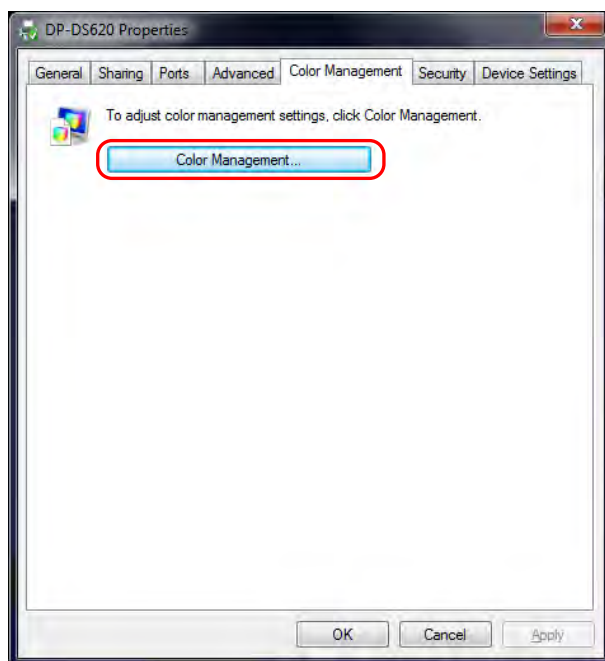 DP-DS620 Properties
General Sharing Ports Advanced Color Management Security Device Settings
To adjust color management settings, click Color Management.
Color Management...
OK Cancel Apply